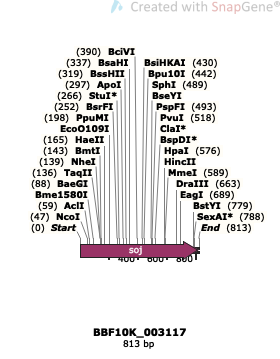 Created with SnapGene®
(390) BciVI
(337) BsaHI BsiHKAI (430)
(319) BssHII Bpu10I (442)
(297) ApoI SphI (489)
(266) StuI* BseYI
(252) BsrFI PspFI (493)
(198) PpuMI PvuI (518)
EcoO109I ClaI*
(165) HaeII BspDI*
(143) BmtI HpaI (576)
(139) NheI HincII
(136) TaqII MmeI (589)
(88) BaeGI DraIII (663)
Bme1580I EagI (689)
(59) AclI BstYI (779)
(47) NcoI SexAI* (788)
(0) Start End (813)
soj
400 600 800
BBF10K_003117
813 bp